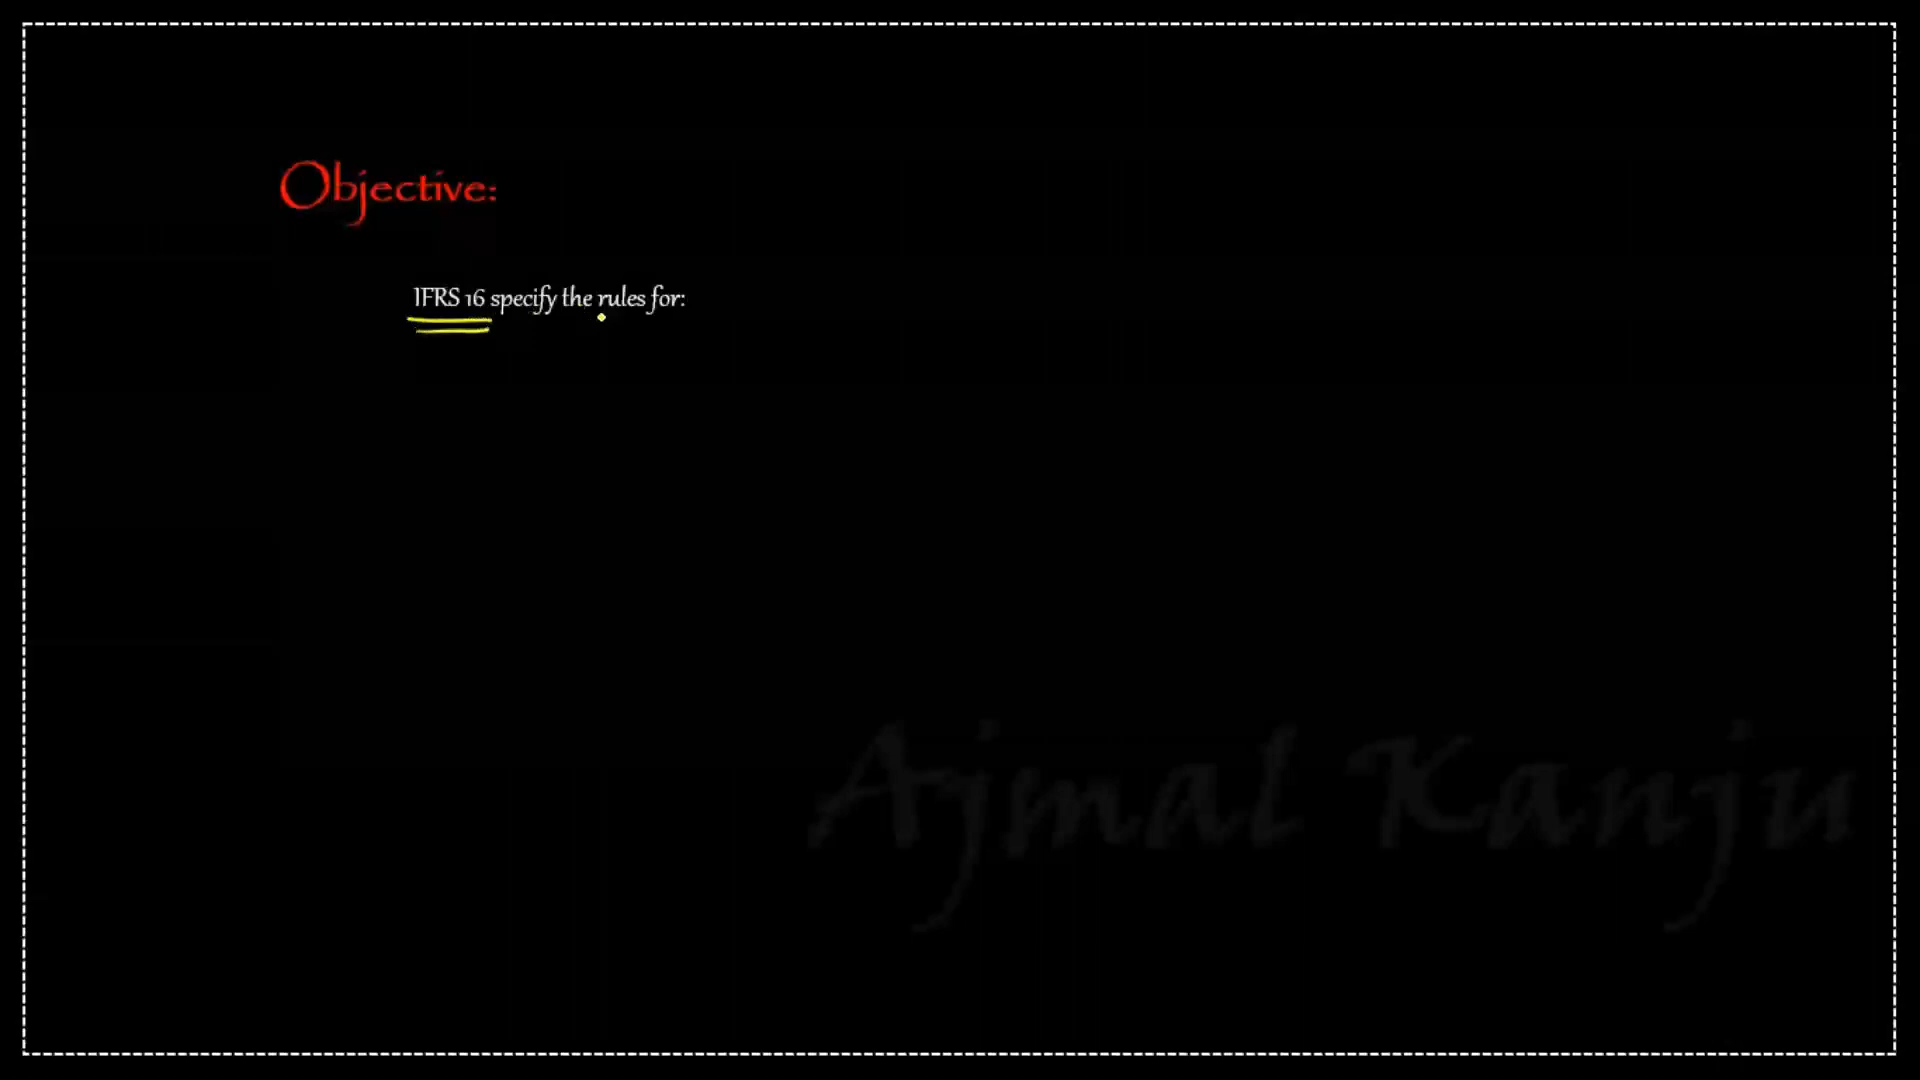 Objective:
IFRS 16 specify the rules for:
Ajmal Kanju